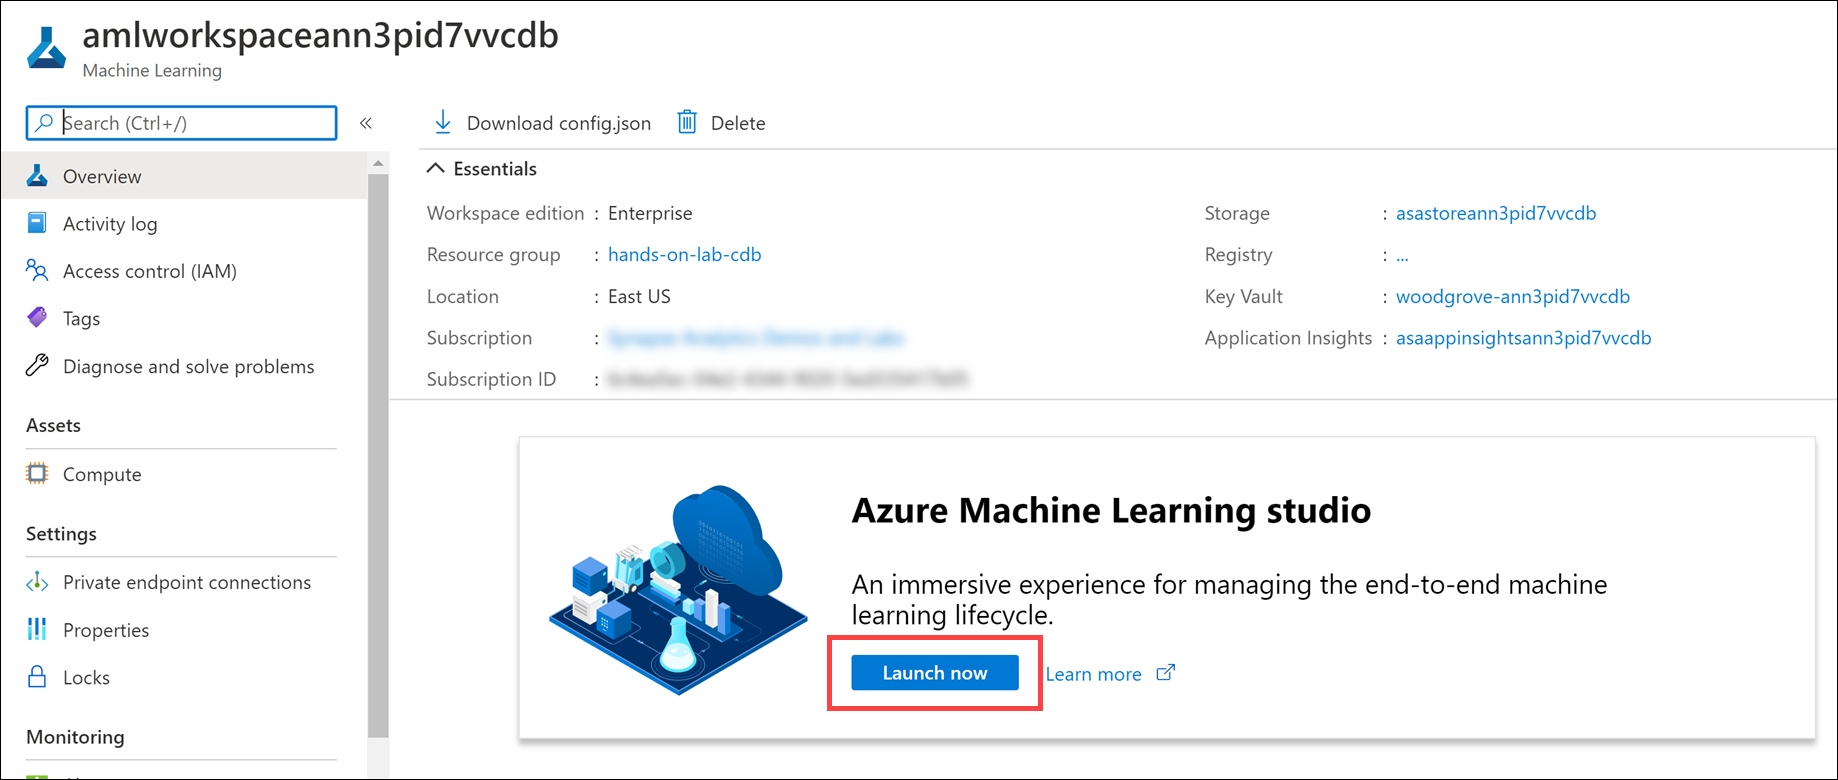 amlworkspaceann3pid7vvcdb
Machine Learning
Search (Ctrl+/)
«
Overview
Activity log
Access control (IAM)
Tags
Diagnose and solve problems
Assets
Compute
Settings
Private endpoint connections
Properties
Locks
Monitoring
Download config.json
Delete
Essentials
Workspace edition : Enterprise
Resource group : hands-on-lab-cdb
Location : East US
Subscription :
Subscription ID :
Storage : asastoreann3pid7vvcdb
Registry : ...
Key Vault : woodgrove-ann3pid7vvcdb
Application Insights : asaappinsightsann3pid7vvcdb
Azure Machine Learning studio
An immersive experience for managing the end-to-end machine
learning lifecycle.
Launch now
Learn more